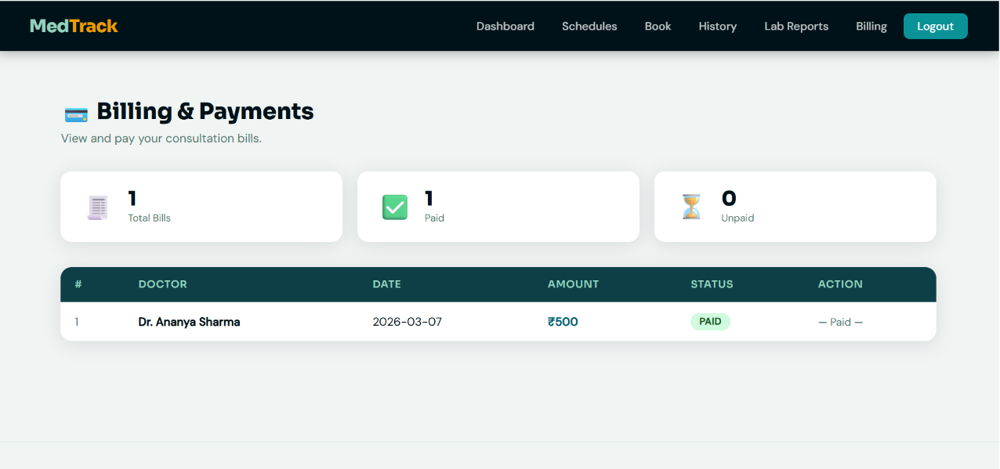 MedTrack Dashboard Schedules Book History Lab Reports Billing Logout
Billing & Payments
View and pay your consultation bills.
1
Total Bills
1
Paid
0
Unpaid
# DOCTOR DATE AMOUNT STATUS ACTION
1 Dr. Ananya Sharma 2026-03-07 ₹500 PAID — Paid —